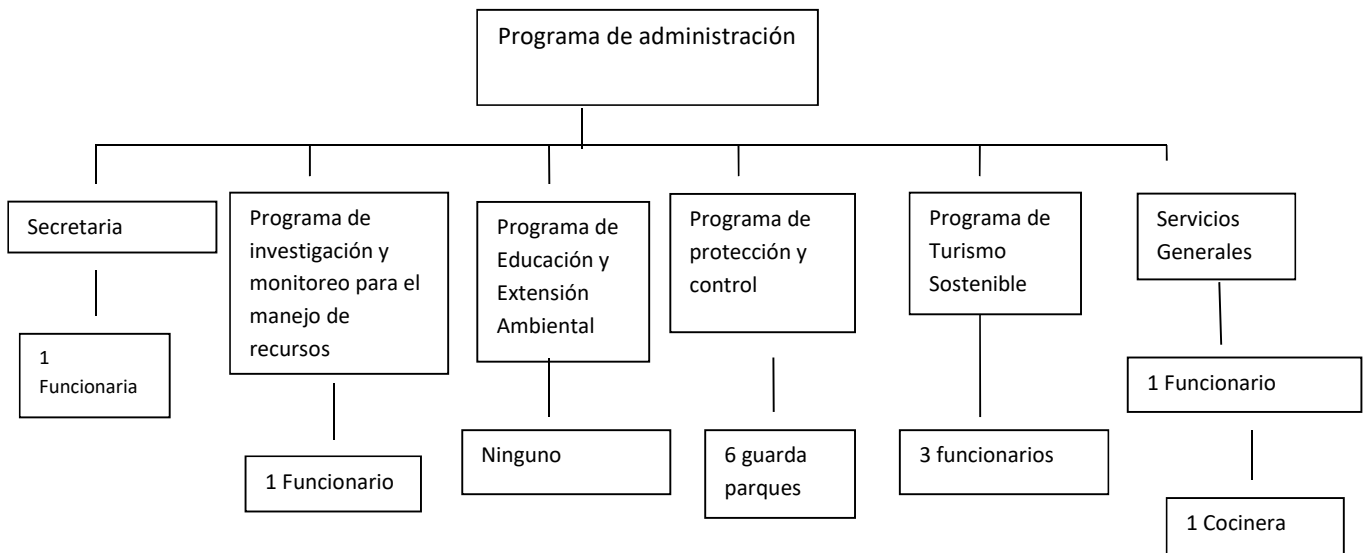 Programa de administración
Secretaria
1
Funcionaria
Programa de
investigación y
monitoreo para el
manejo de
recursos
1 Funcionario
Programa de
Educación y
Extensión
Ambiental
Ninguno
Programa de
protección y
control
6 guarda
parques
Programa de
Turismo
Sostenible
3 funcionarios
Servicios
Generales
1 Funcionario
1 Cocinera